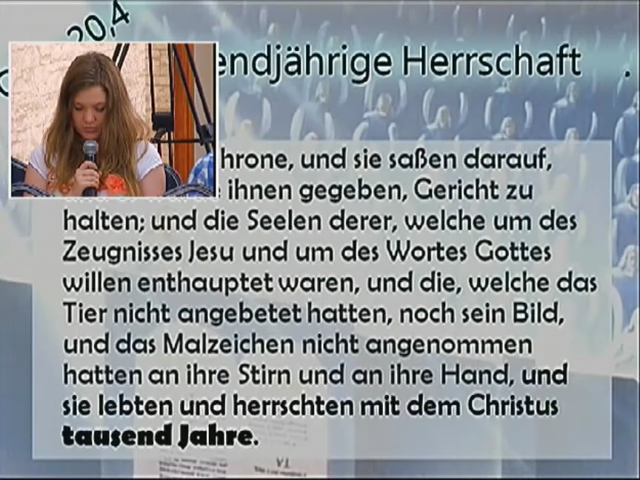 20,4
endjährige Herrschaft .
hrone, und sie saßen darauf,
ihnen gegeben, Gericht zu
halten; und die Seelen derer, welche um des
Zeugnisses Jesu und um des Wortes Gottes
willen enthauptet waren, und die, welche das
Tier nicht angebetet hatten, noch sein Bild,
und das Malzeichen nicht angenommen
hatten an ihre Stirn und an ihre Hand, und
sie lebten und herrschten mit dem Christus
tausend Jahre.